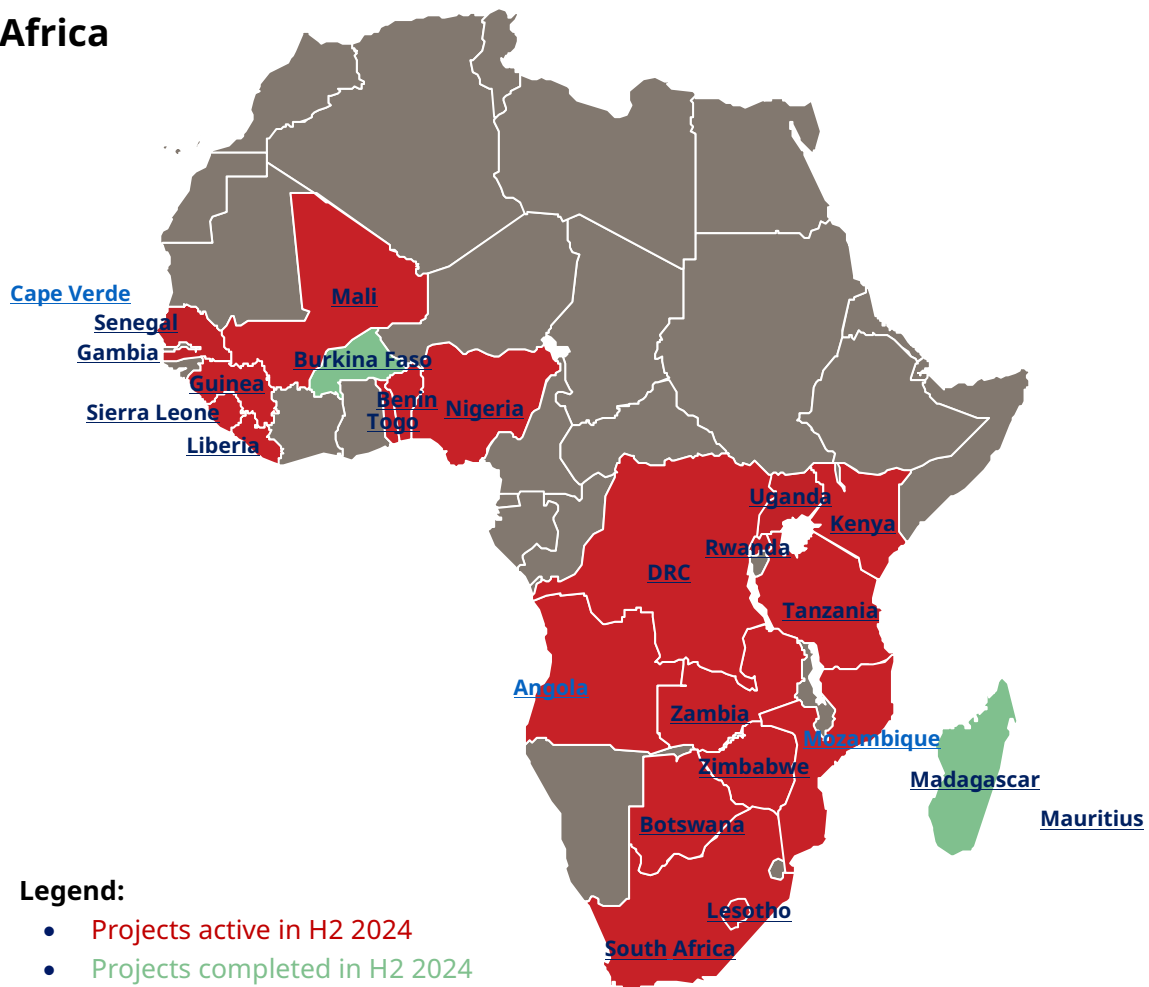 Africa
Cape Verde
Mali
Senegal
Gambia
Burkina Faso
Guinea
Benin
Nigeria
Sierra Leone
Togo
Liberia
Uganda
Kenya
Rwanda
DRC
Tanzania
Angola
Zambia
Mozambique
Zimbabwe
Madagascar
Mauritius
Botswana
Lesotho
South Africa
Legend:
• Projects active in H2 2024
• Projects completed in H2 2024